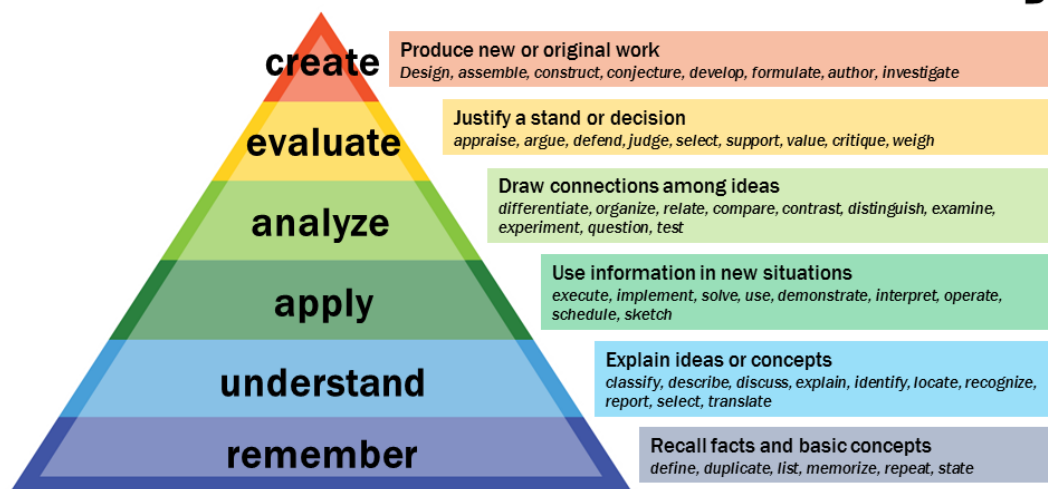 create
Produce new or original work
Design, assemble, construct, conjecture, develop, formulate, author, investigate
evaluate
Justify a stand or decision
appraise, argue, defend, judge, select, support, value, critique, weigh
analyze
Draw connections among ideas
differentiate, organize, relate, compare, contrast, distinguish, examine,
experiment, question, test
apply
Use information in new situations
execute, implement, solve, use, demonstrate, interpret, operate,
schedule, sketch
understand
Explain ideas or concepts
classify, describe, discuss, explain, identify, locate, recognize,
report, select, translate
remember
Recall facts and basic concepts
define, duplicate, list, memorize, repeat, state